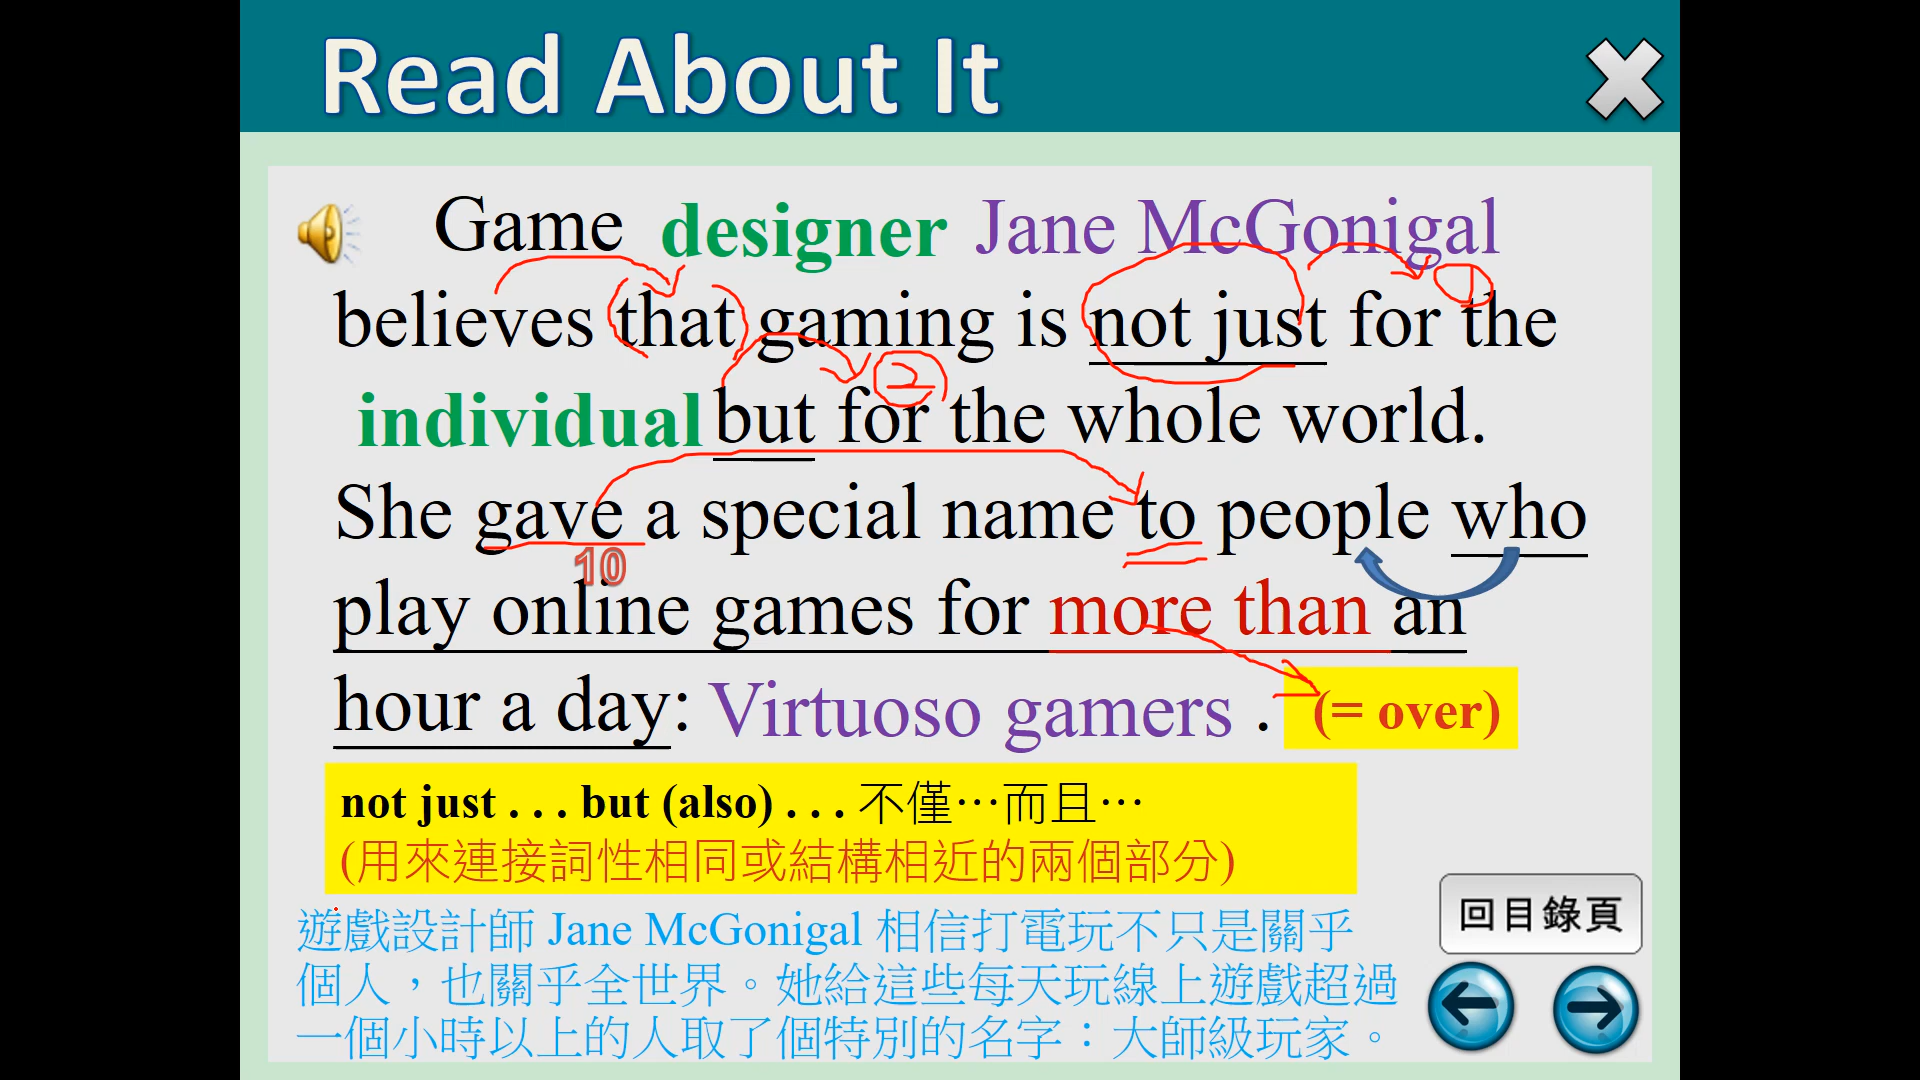 Read About It
Game designer Jane McGonigal
believes that gaming is not just for the
individual but for the whole world.
She gave a special name to people who
play online games for more than an
hour a day: Virtuoso gamers .
(= over)
1
2
10
not just . . . but (also) . . . 不僅…而且…
(用來連接詞性相同或結構相近的兩個部分)
遊戲設計師 Jane McGonigal 相信打電玩不只是關乎
個人，也關乎全世界。她給這些每天玩線上遊戲超過
一個小時以上的人取了個特別的名字：大師級玩家。
回目錄頁